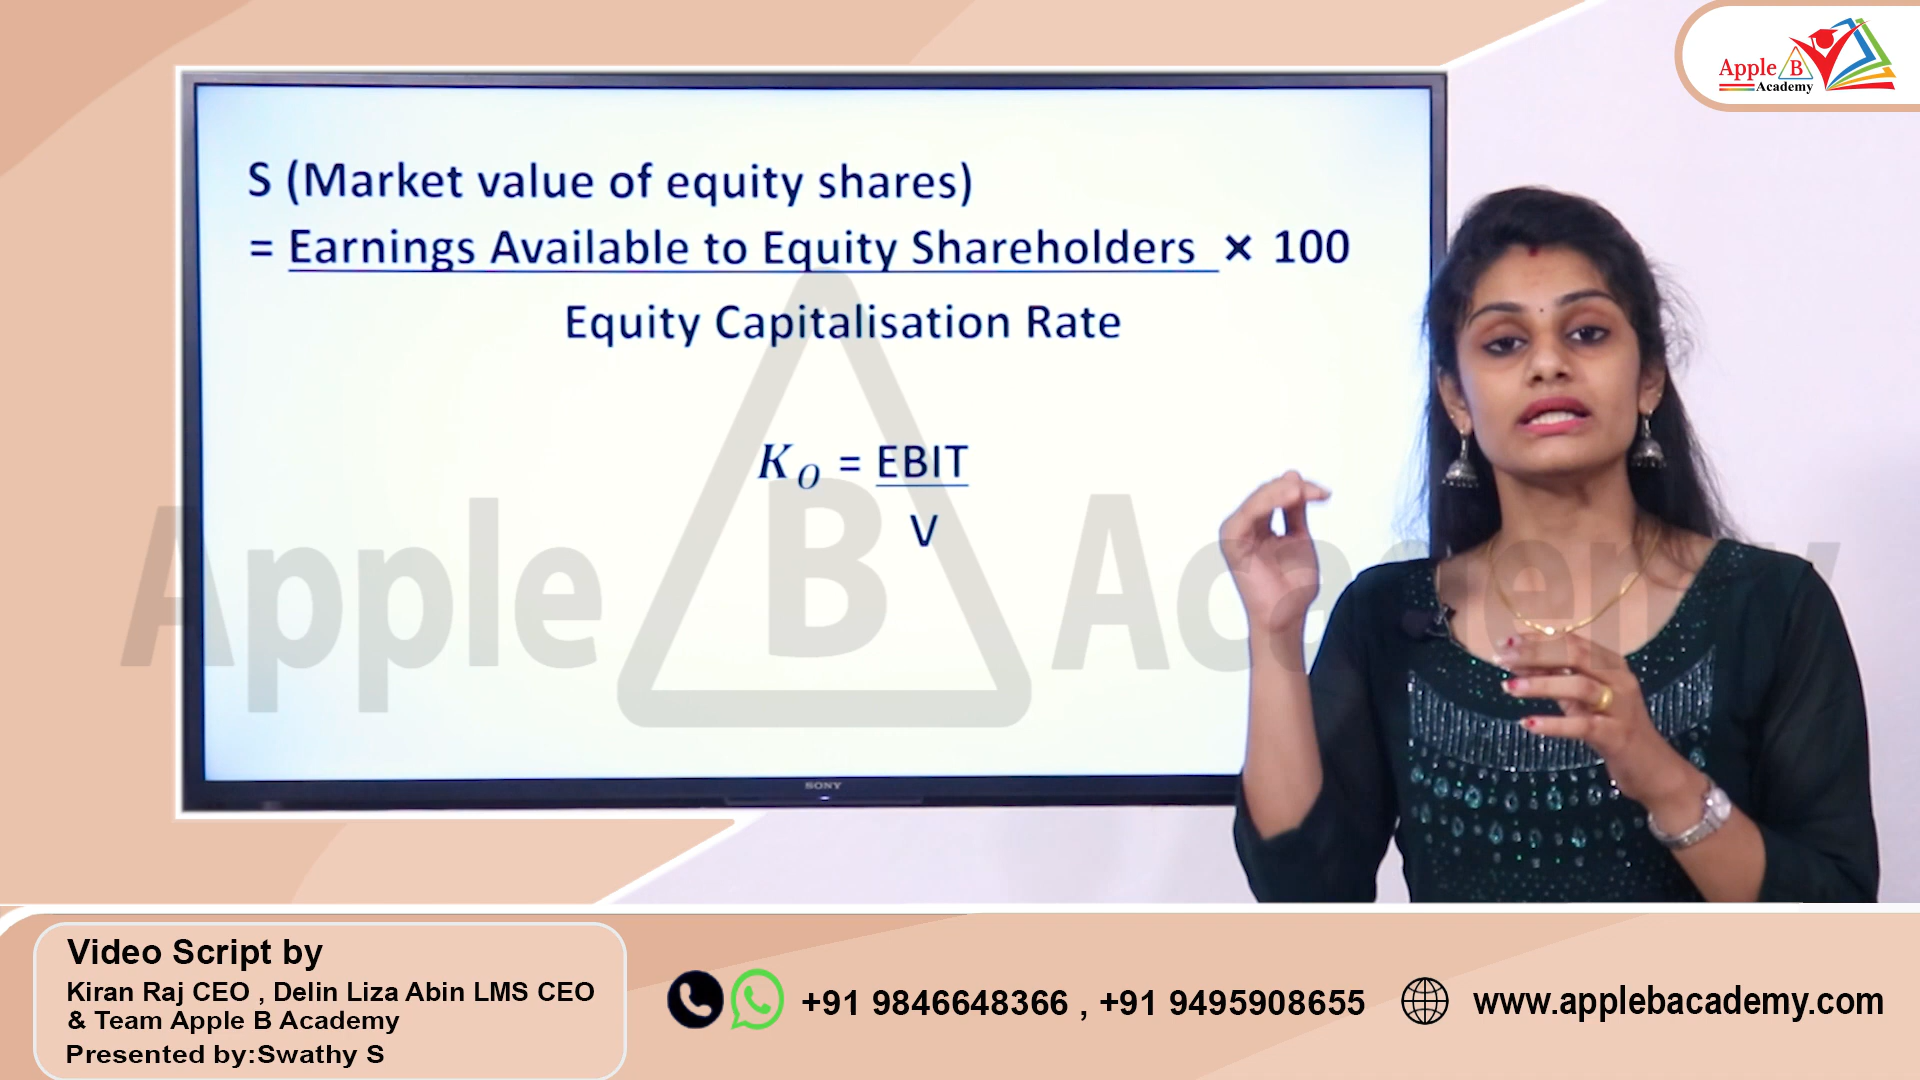 Apple B
Academy
S (Market value of equity shares)
= Earnings Available to Equity Shareholders × 100
Equity Capitalisation Rate
K O = EBIT
V
Apple B Academy
SONY
Video Script by
Kiran Raj CEO , Delin Liza Abin LMS CEO
& Team Apple B Academy
Presented by:Swathy S
+91 9846648366 , +91 9495908655
www.applebacademy.com